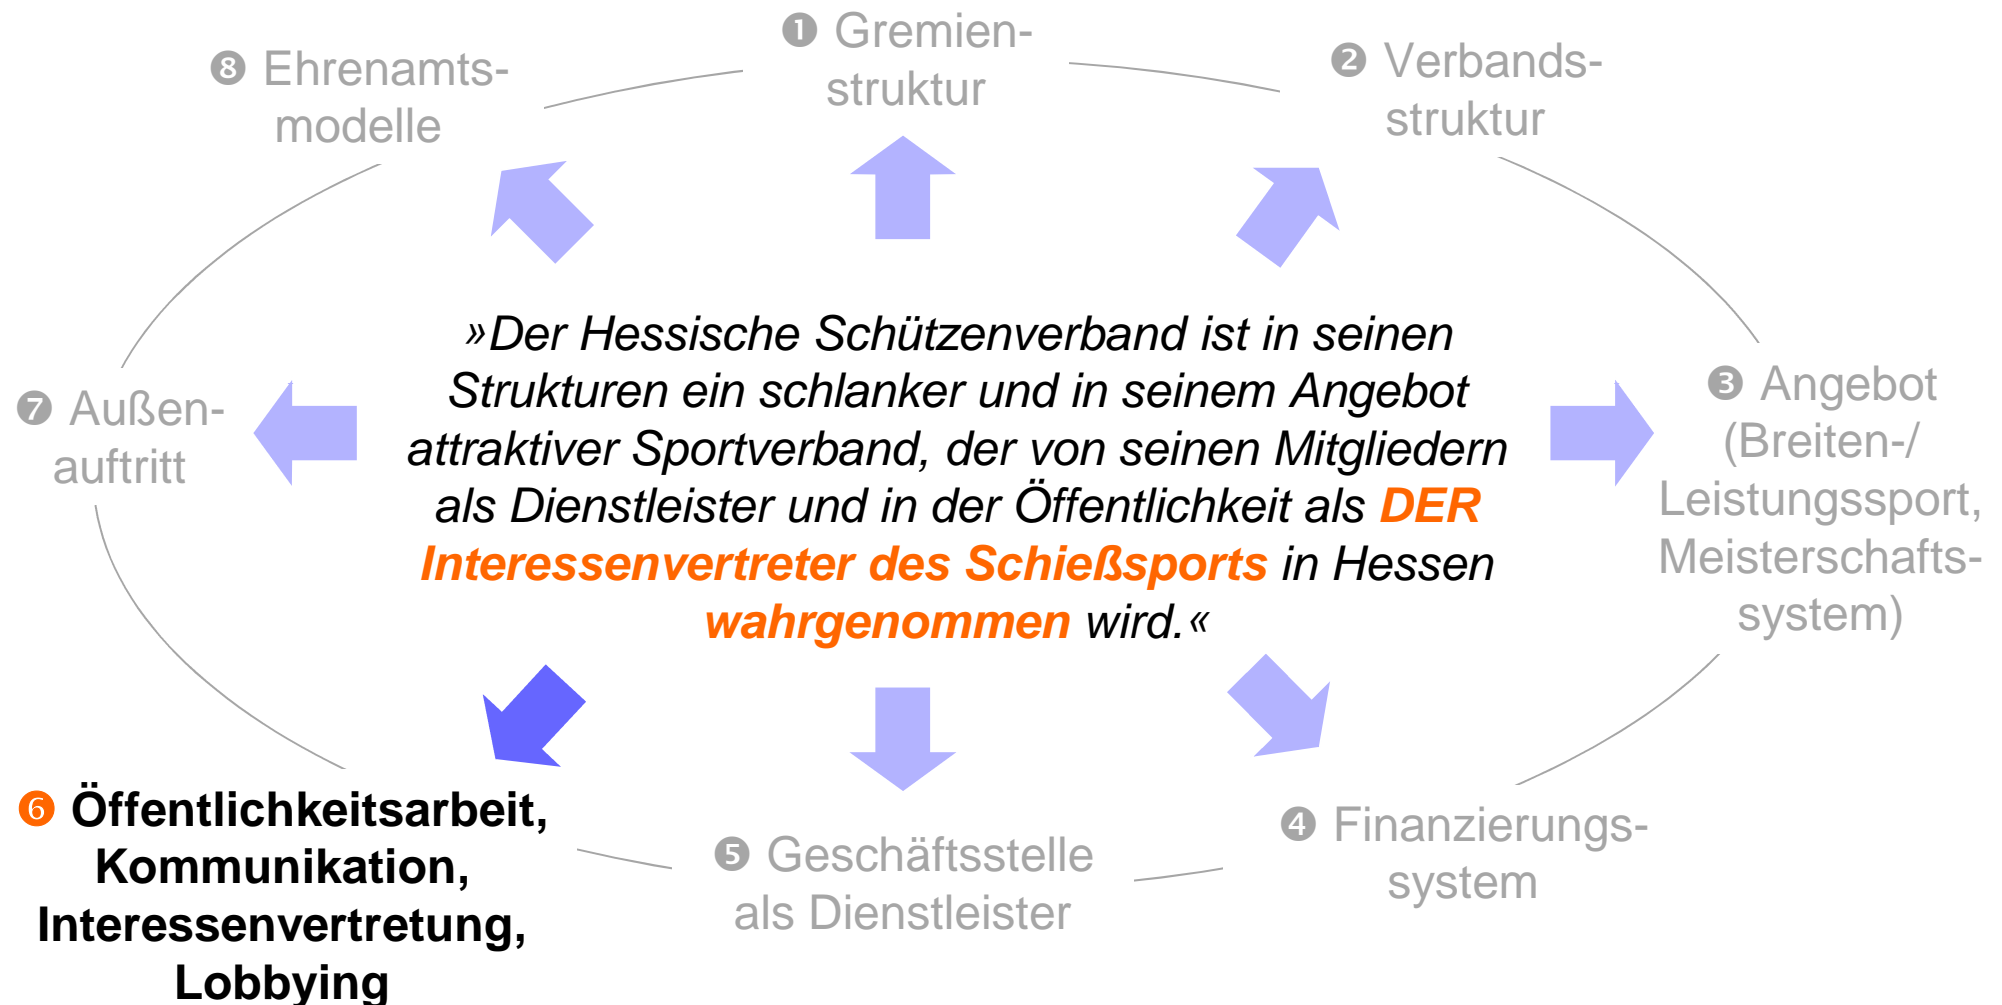 ❶ Gremien-
struktur
❷ Verbands-
struktur
❸ Angebot
(Breiten-/
Leistungssport,
Meisterschafts-
system)
❹ Finanzierungs-
system
❺ Geschäftsstelle
als Dienstleister
❻ Öffentlichkeitsarbeit,
Kommunikation,
Interessenvertretung,
Lobbying
❼ Außen-
auftritt
❽ Ehrenamts-
modelle
»Der Hessische Schützenverband ist in seinen
Strukturen ein schlanker und in seinem Angebot
attraktiver Sportverband, der von seinen Mitgliedern
als Dienstleister und in der Öffentlichkeit als DER
Interessenvertreter des Schießsports in Hessen
wahrgenommen wird.«